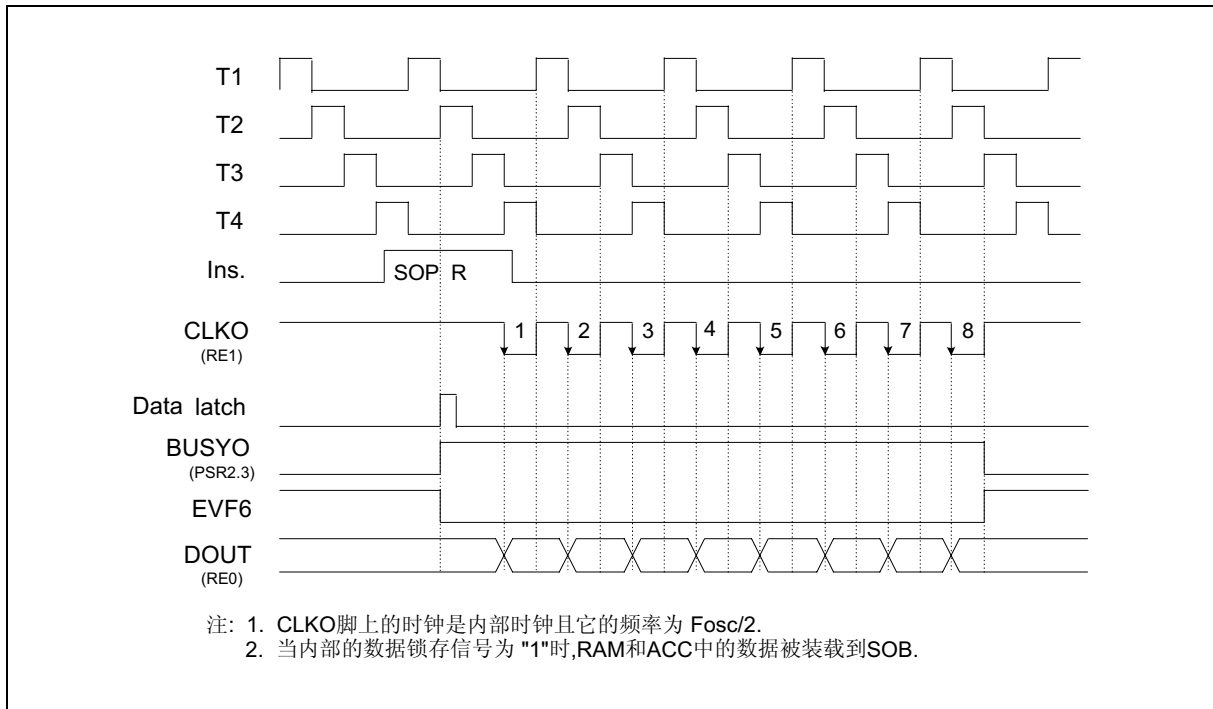 T1
T2
T3
T4
Ins.
SOP R
CLKO
(RE1)
1 2 3 4 5 6 7 8
Data latch
BUSYO
(PSR2.3)
EVF6
DOUT
(RE0)
注: 1. CLKO脚上的时钟是内部时钟且它的频率为 Fosc/2.
2. 当内部的数据锁存信号为 "1"时,RAM和ACC中的数据被装载到SOB.